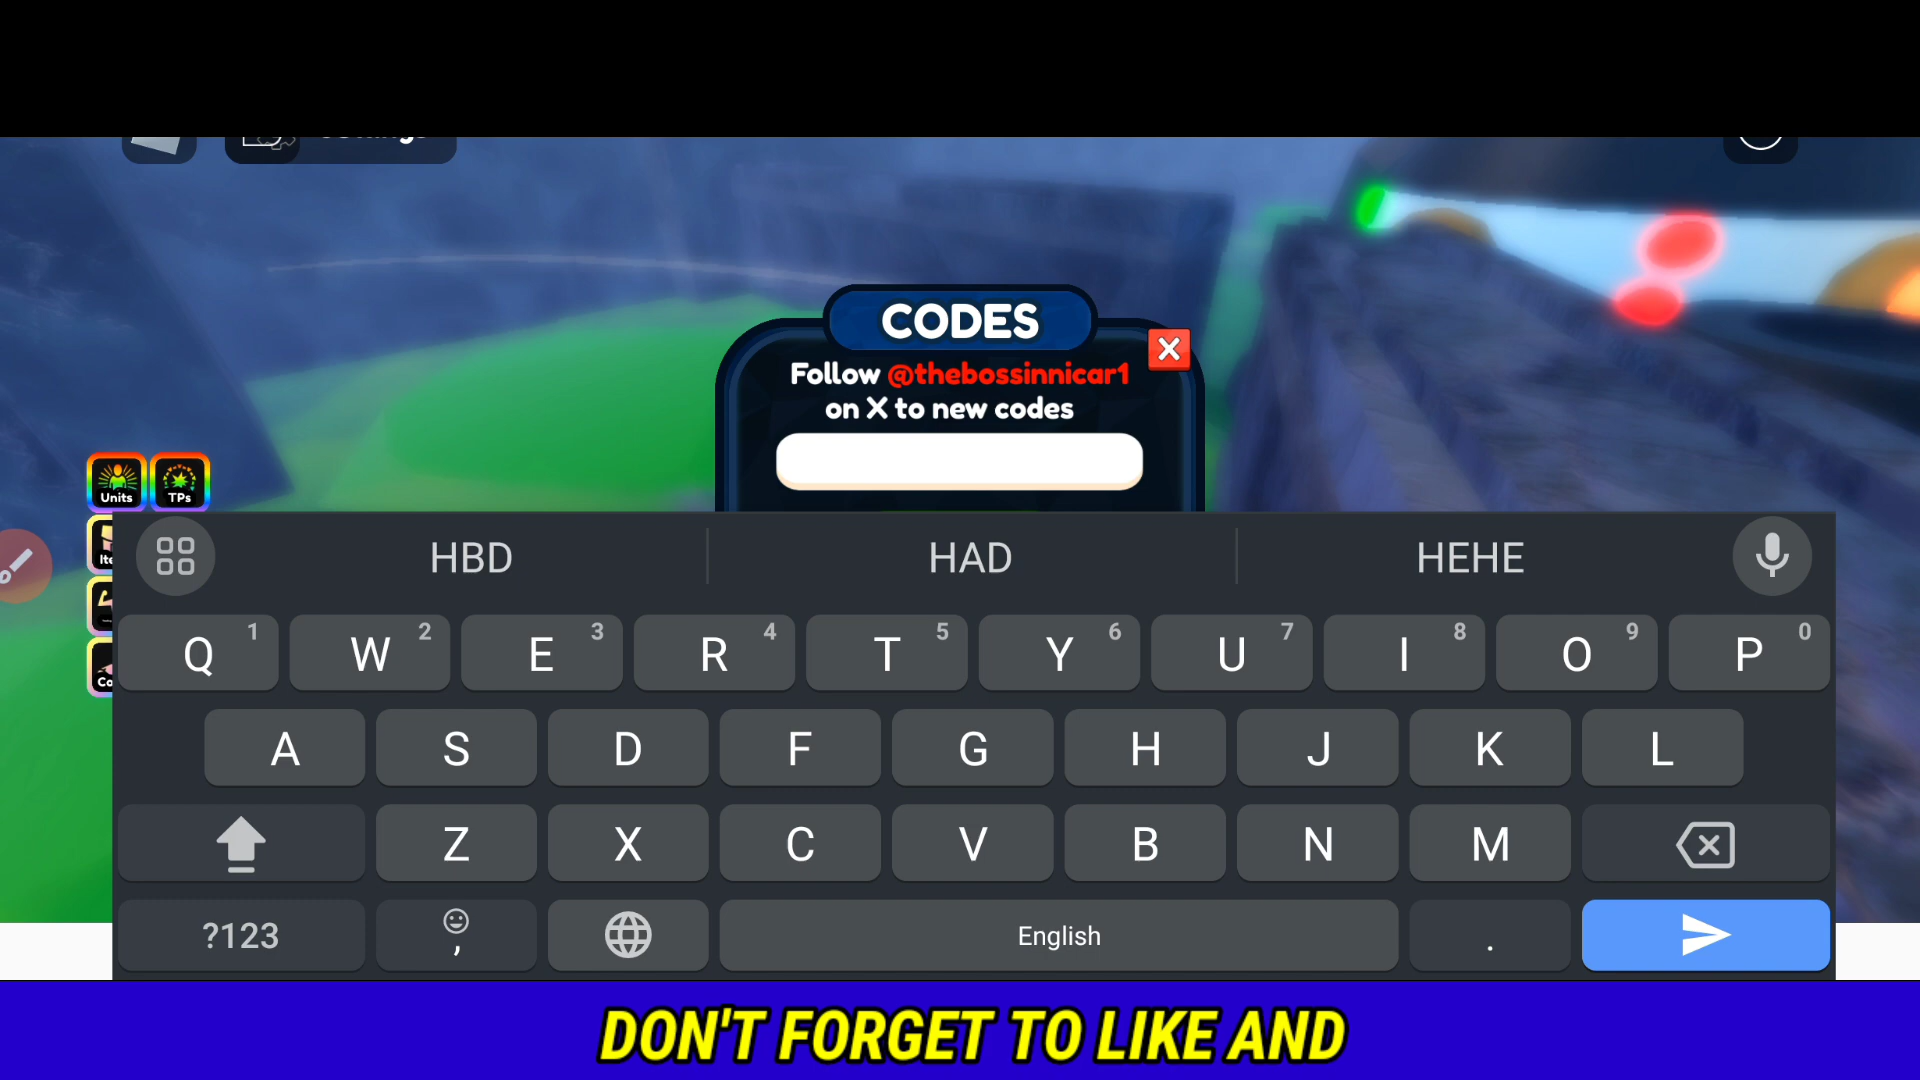 CODES
Follow @thebossinnicar1
on X to new codes
Units TPs
HBD HAD HEHE
Q 1 W 2 E 3 R 4 T 5 Y 6 U 7 I 8 O 9 P 0
A S D F G H J K L
Z X C V B N M
?123 , English .
DON'T FORGET TO LIKE AND